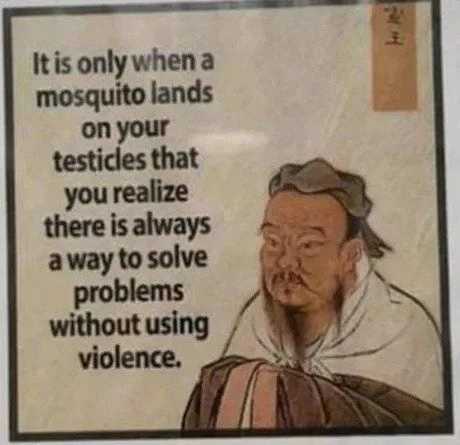 It is only when a
mosquito lands
on your
testicles that
you realize
there is always
a way to solve
problems
without using
violence.